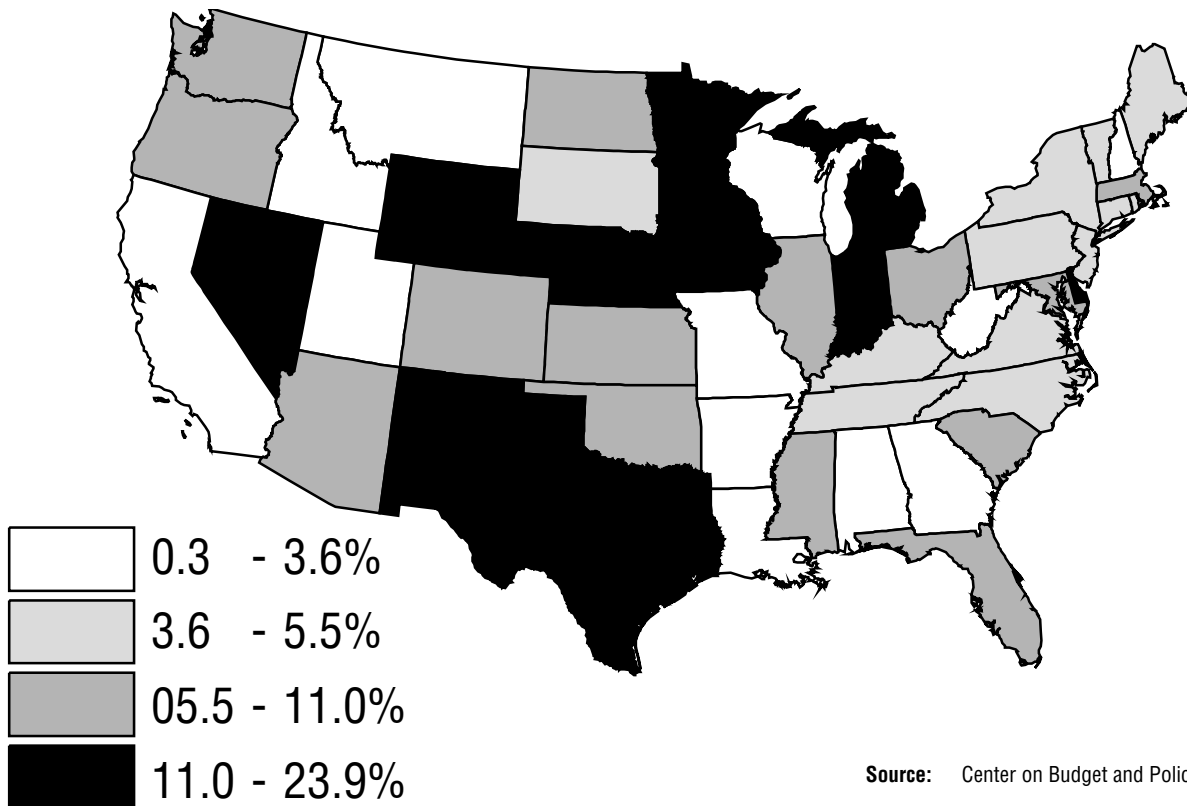 0.3 - 3.6%
3.6 - 5.5%
05.5 - 11.0%
11.0 - 23.9%
Source: Center on Budget and Polic